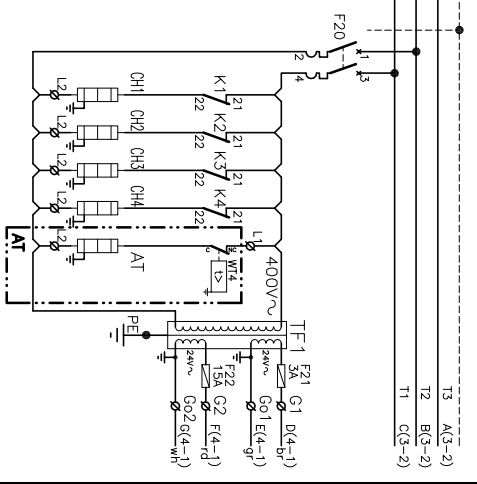 F20
2 1
4 3
CH1 K1
L2 22 21
CH2 K2
L2 22 21
CH3 K3
L2 22 21
CH4 K4
L2 22 21
AT
L2 AT C NC L1
WT4
t>
400V~
PE
TF1
24V~ 24V~
F22 15A
F21 3A
Go2 G2 Go1 G1
G(4-1) wh
F(4-1) rd
E(4-1) gr
D(4-1) br
T1 C(3-2)
T2 B(3-2)
T3 A(3-2)